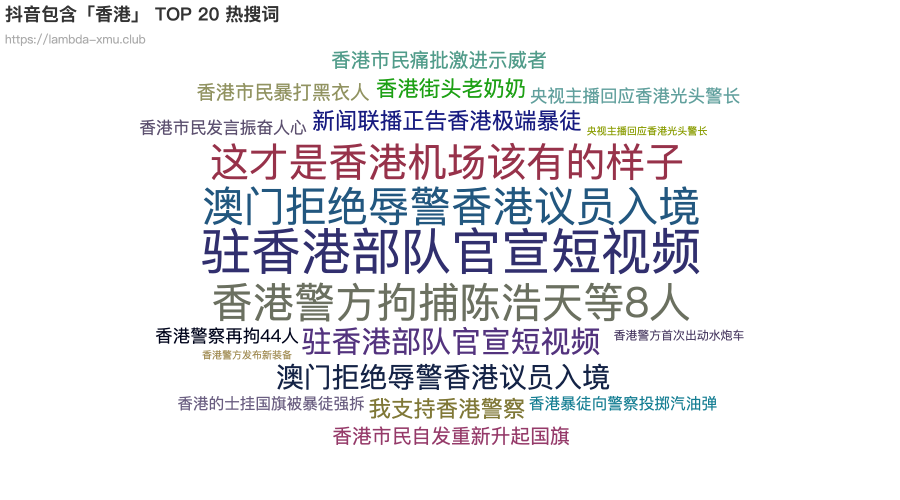 抖音包含「香港」 TOP 20 热搜词
https://lambda-xmu.club
香港市民痛批激进示威者
香港市民暴打黑衣人 香港街头老奶奶 央视主播回应香港光头警长
香港市民发言振奋人心 新闻联播正告香港极端暴徒 央视主播回应香港光头警长
这才是香港机场该有的样子
澳门拒绝辱警香港议员入境
驻香港部队官宣短视频
香港警方拘捕陈浩天等8人
香港警察再拘44人 驻香港部队官宣短视频 香港警方首次出动水炮车
香港警方发布新装备
澳门拒绝辱警香港议员入境
香港的士挂国旗被暴徒强拆 我支持香港警察 香港暴徒向警察投掷汽油弹
香港市民自发重新升起国旗